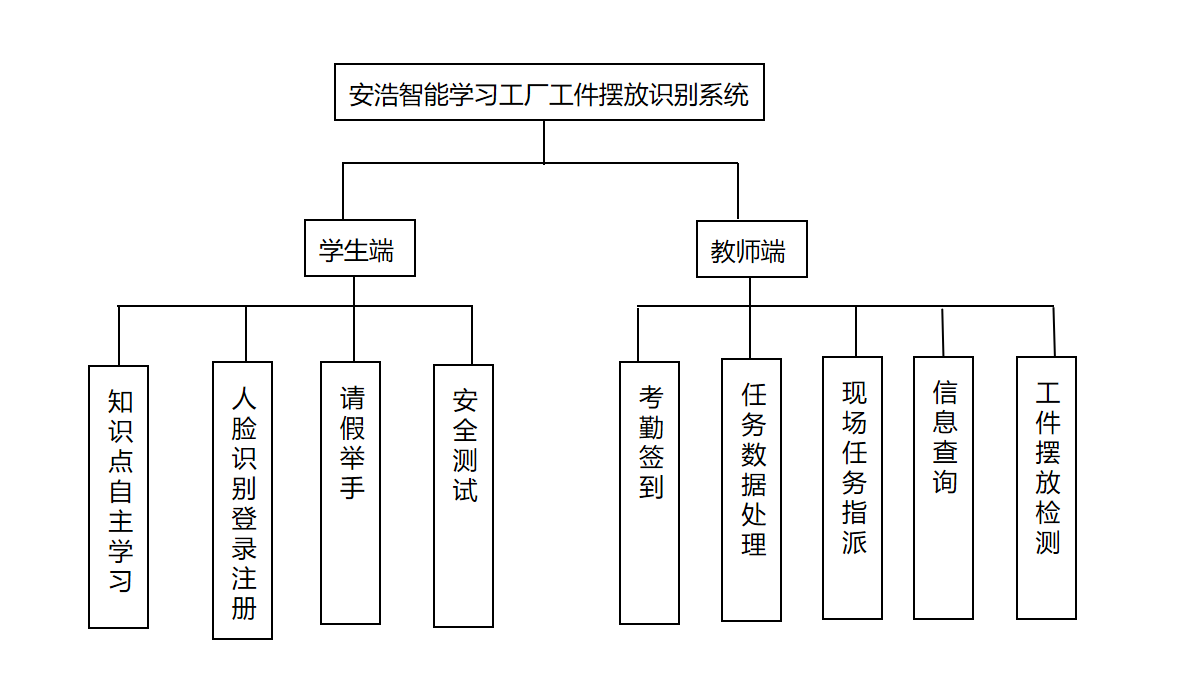 安浩智能学习工厂工件摆放识别系统
学生端
教师端
知识点自主学习
人脸识别登录注册
请假举手
安全测试
考勤签到
任务数据处理
现场任务指派
信息查询
工件摆放检测